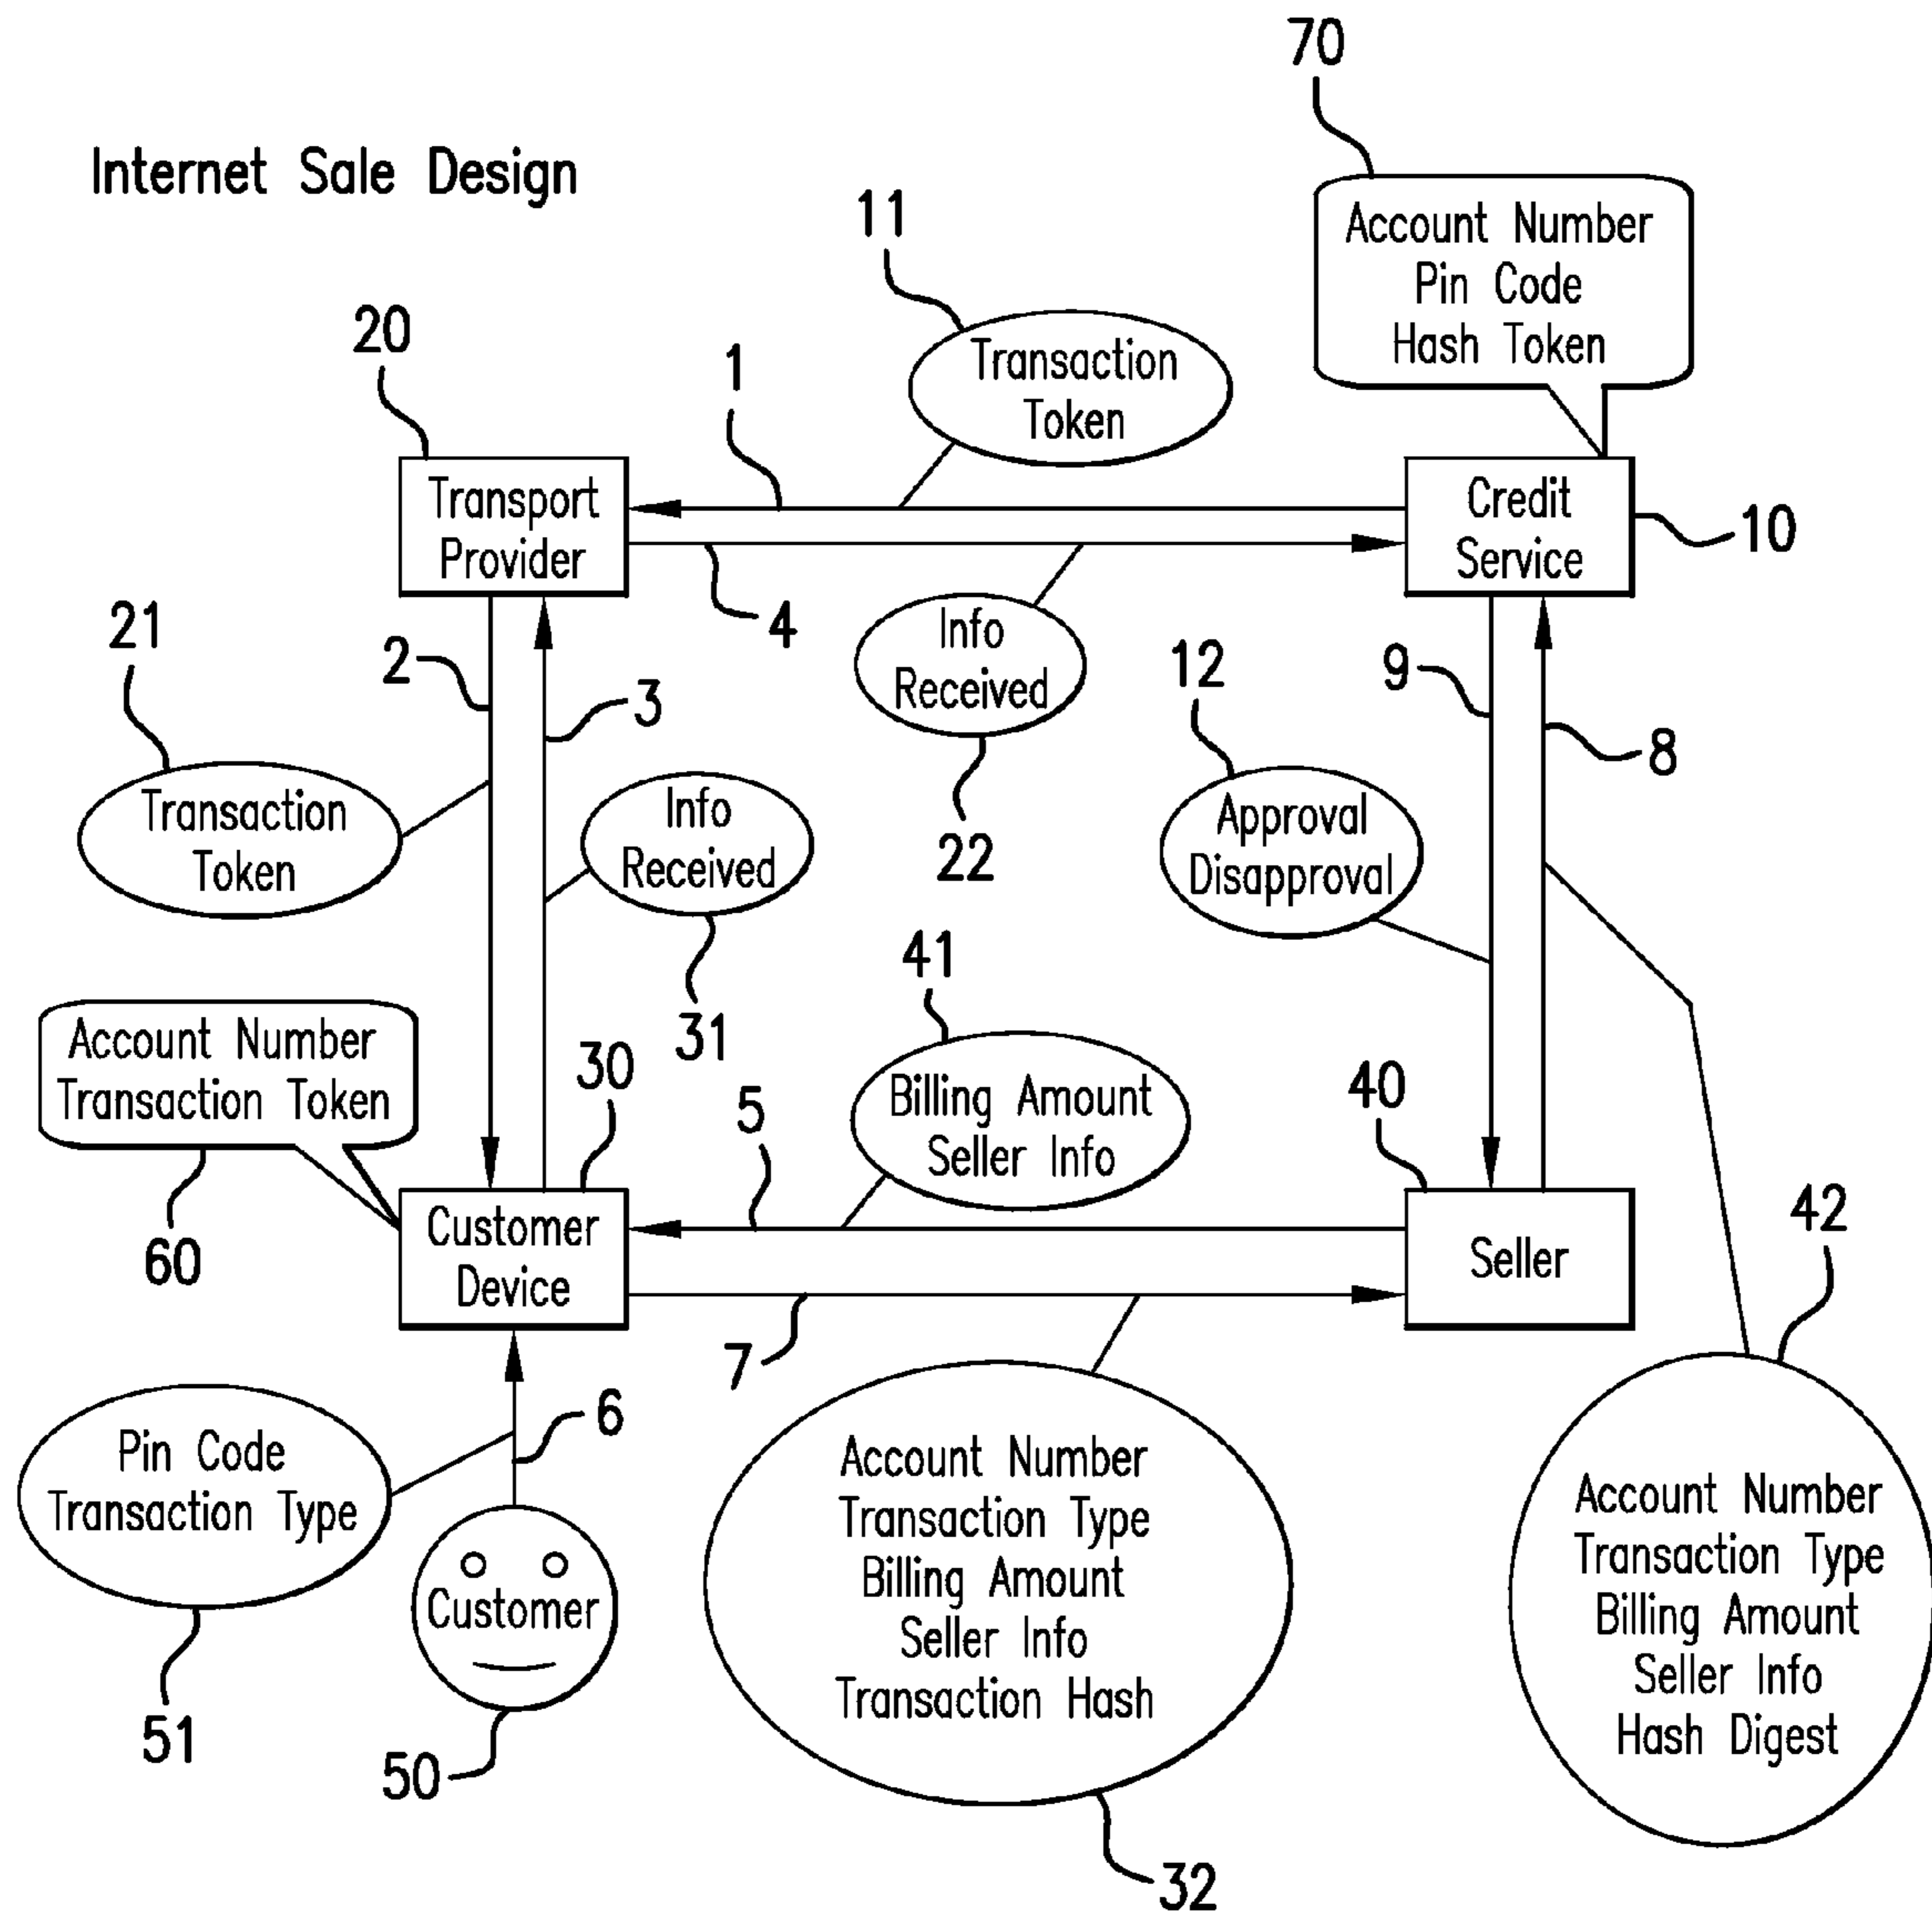 70
Internet Sale Design
11
Account Number
Pin Code
Hash Token
20
1
Transaction
Token
Transport
Provider
Credit
Service
10
21
2
4
Info
Received
12
9
3
8
22
Transaction
Token
Info
Received
Approval
Disapproval
41
31
Account Number
Transaction Token
30
5
Billing Amount
Seller Info
40
60
Customer
Device
Seller
42
7
6
Pin Code
Transaction Type
Customer
51
50
Account Number
Transaction Type
Billing Amount
Seller Info
Transaction Hash
32
Account Number
Transaction Type
Billing Amount
Seller Info
Hash Digest